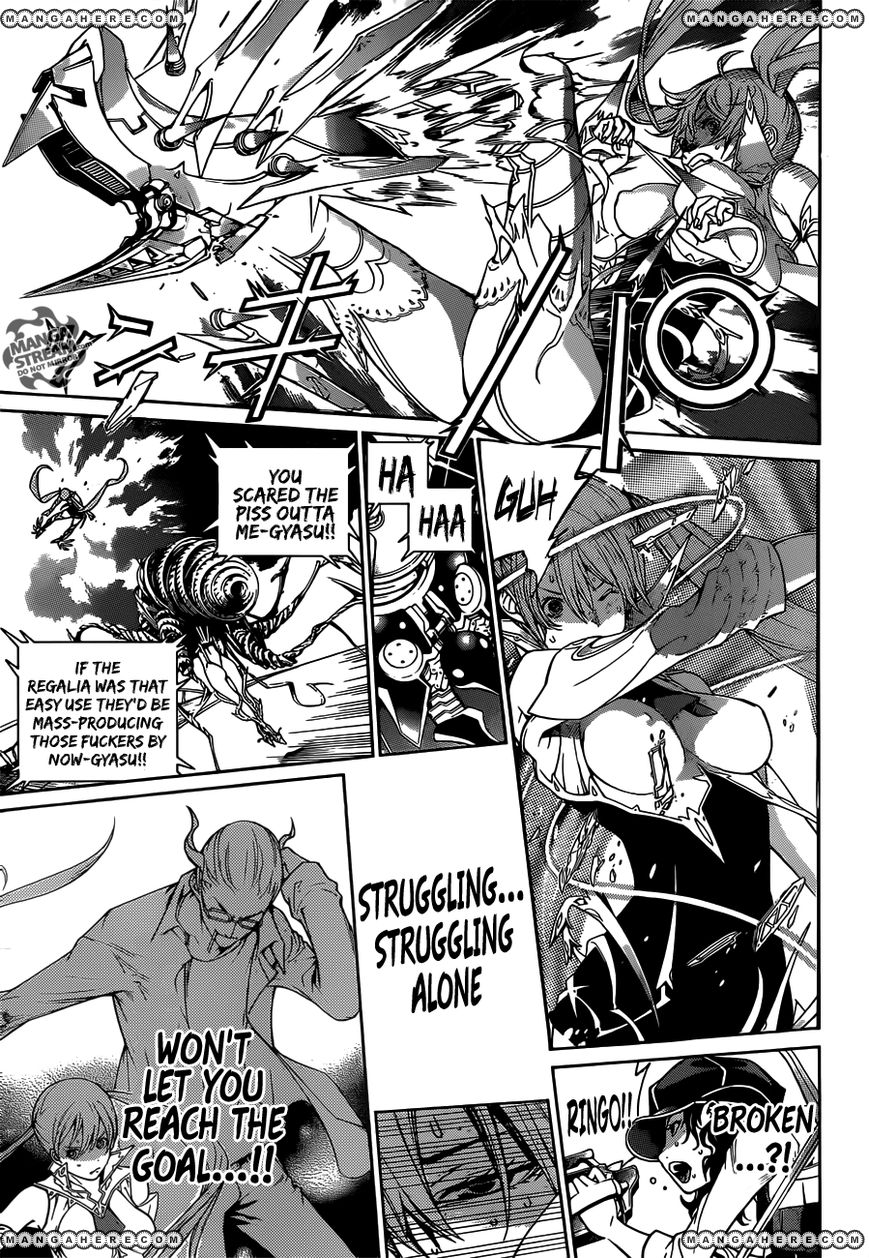 MANGAHERE.COM
MANGAHERE.COM
MANGA
STREAM.com
DO NOT MIRROR
GUH
HA
HAA
YOU
SCARED THE
PISS OUTTA
ME-GYASU!!
IF THE
REGALIA WAS THAT
EASY USE THEY'D BE
MASS-PRODUCING
THOSE FUCKERS BY
NOW-GYASU!!
STRUGGLING...
STRUGGLING
ALONE
WON'T
LET YOU
REACH THE
GOAL....!!
RINGO!!
BROKEN
....?!
MANGAHERE.COM
MANGAHERE.COM